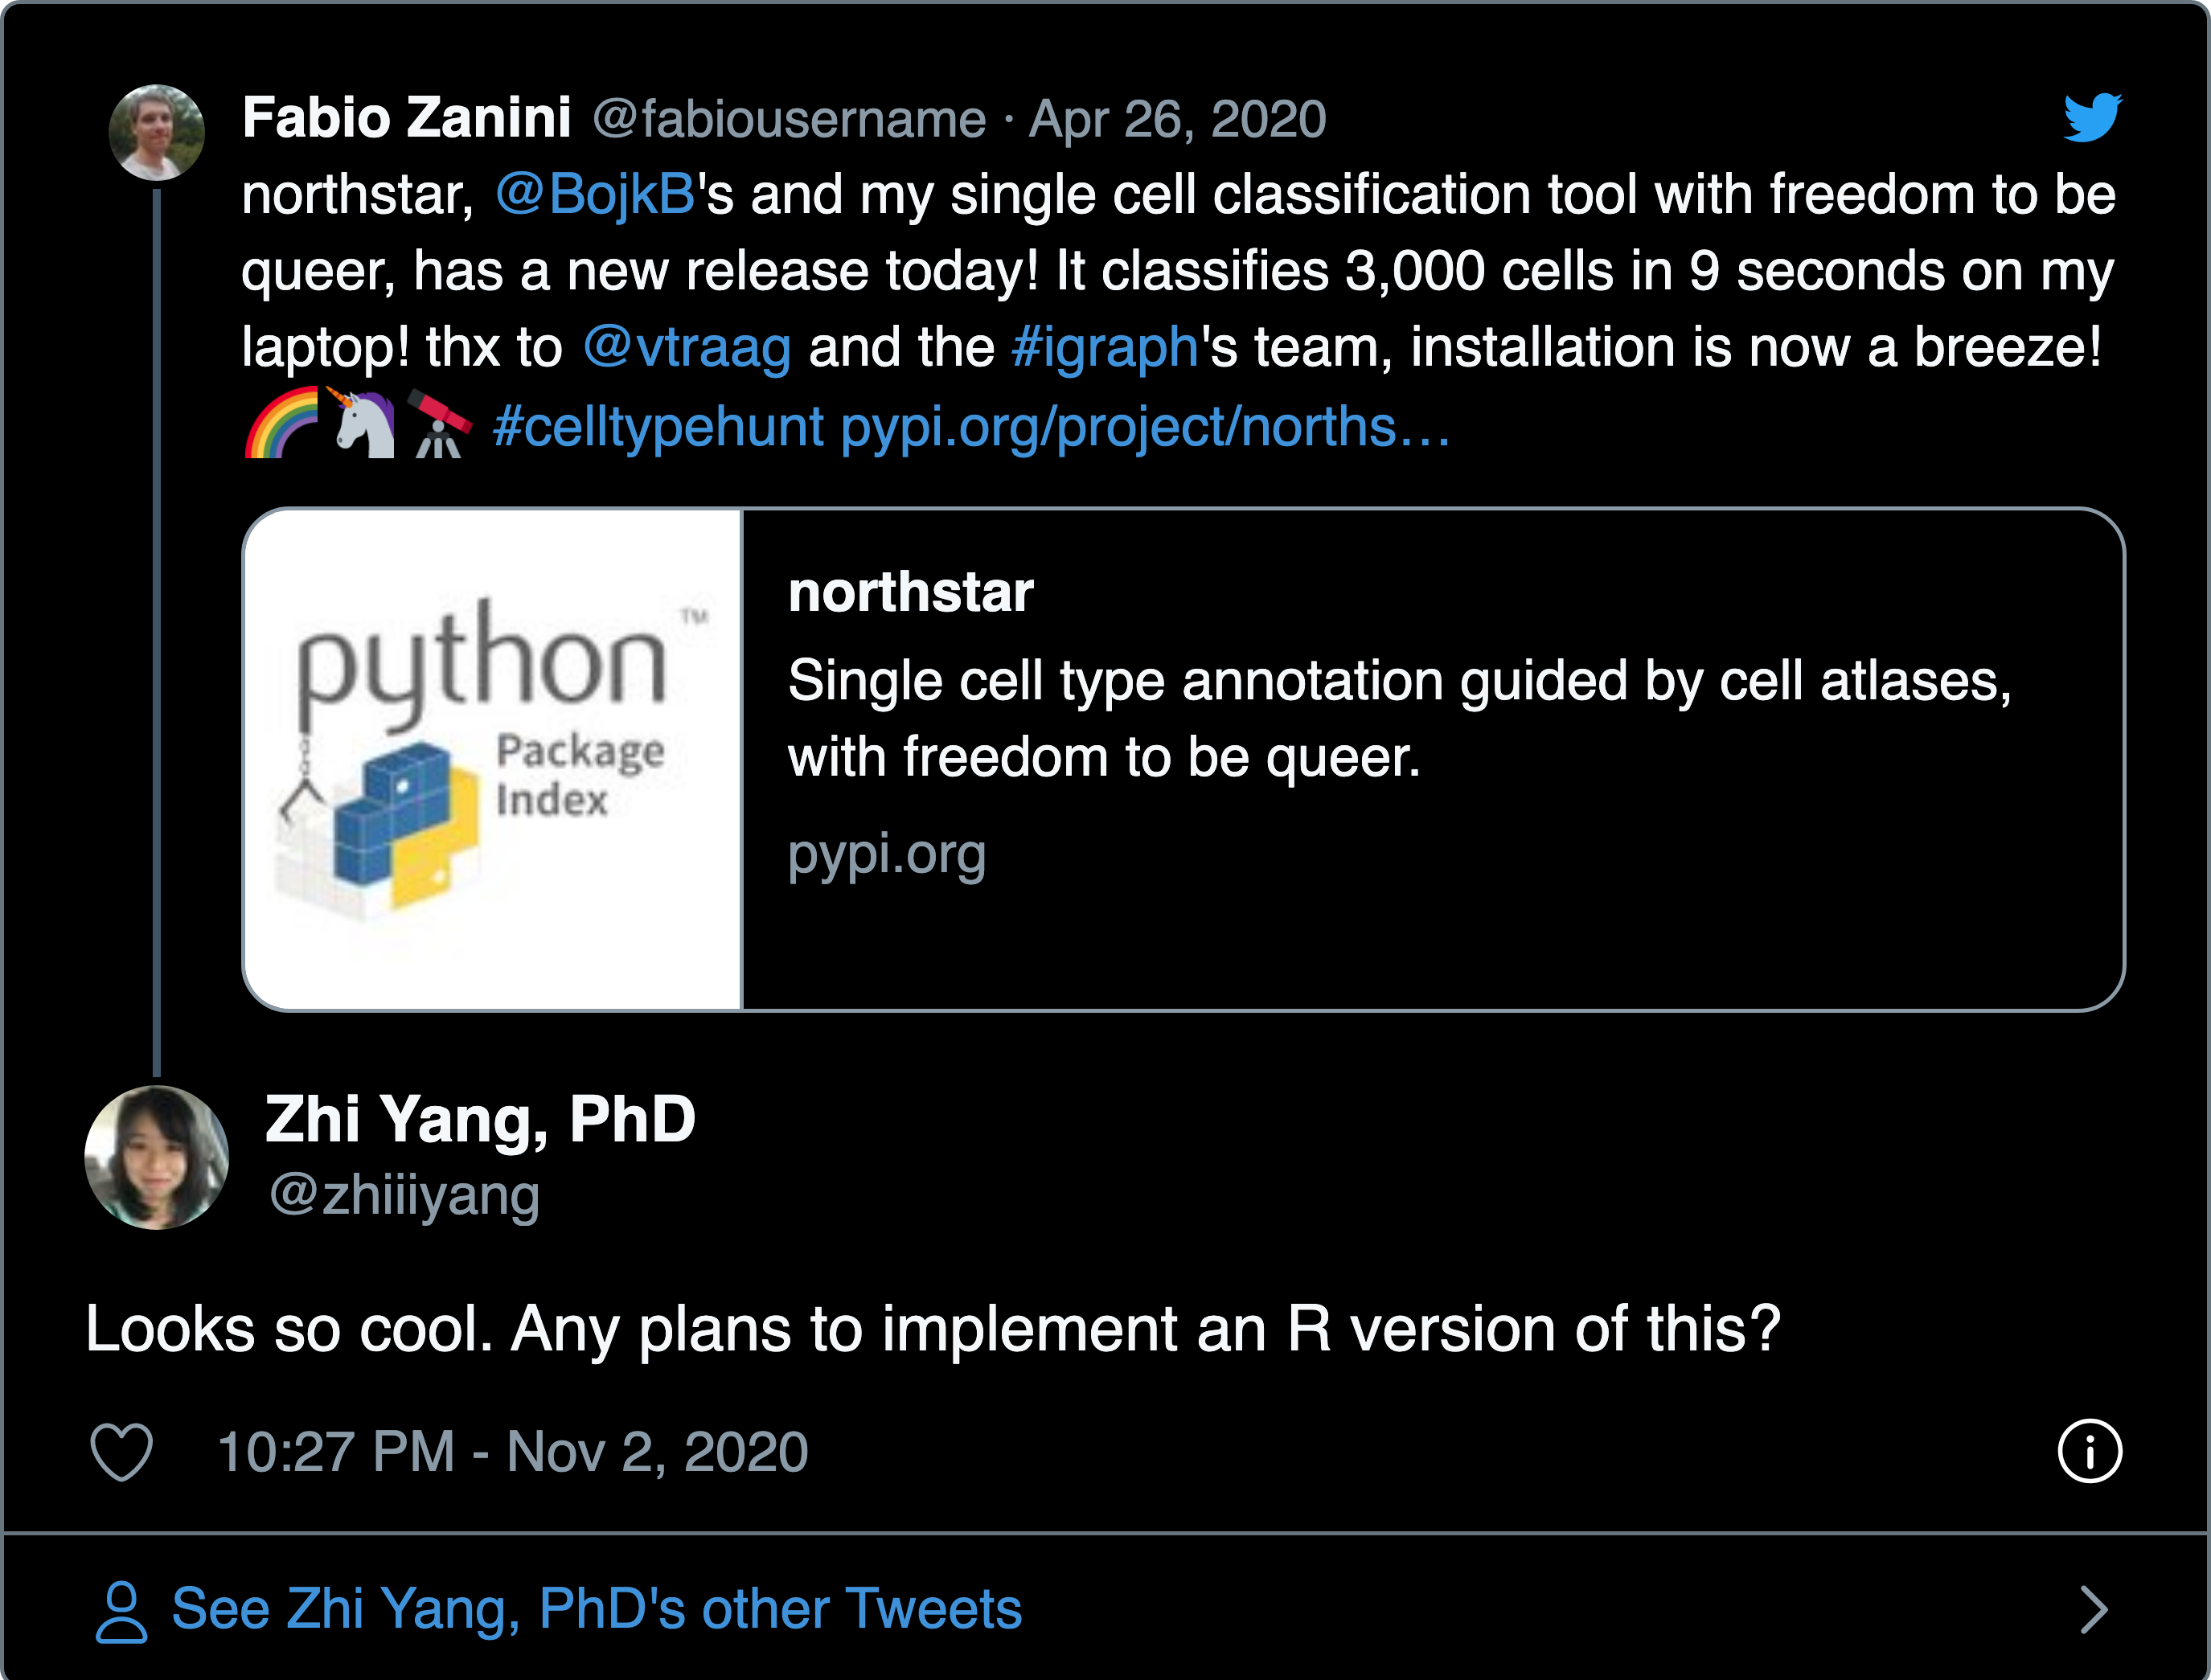 Fabio Zanini @fabiousername · Apr 26, 2020
northstar, @BojkB's and my single cell classification tool with freedom to be
queer, has a new release today! It classifies 3,000 cells in 9 seconds on my
laptop! thx to @vtraag and the #igraph's team, installation is now a breeze!
🌈🦄🔭 #celltypehunt pypi.org/project/norths…
python™
Package
Index
northstar
Single cell type annotation guided by cell atlases,
with freedom to be queer.
pypi.org
Zhi Yang, PhD
@zhiiiyang
Looks so cool. Any plans to implement an R version of this?
10:27 PM - Nov 2, 2020
See Zhi Yang, PhD's other Tweets